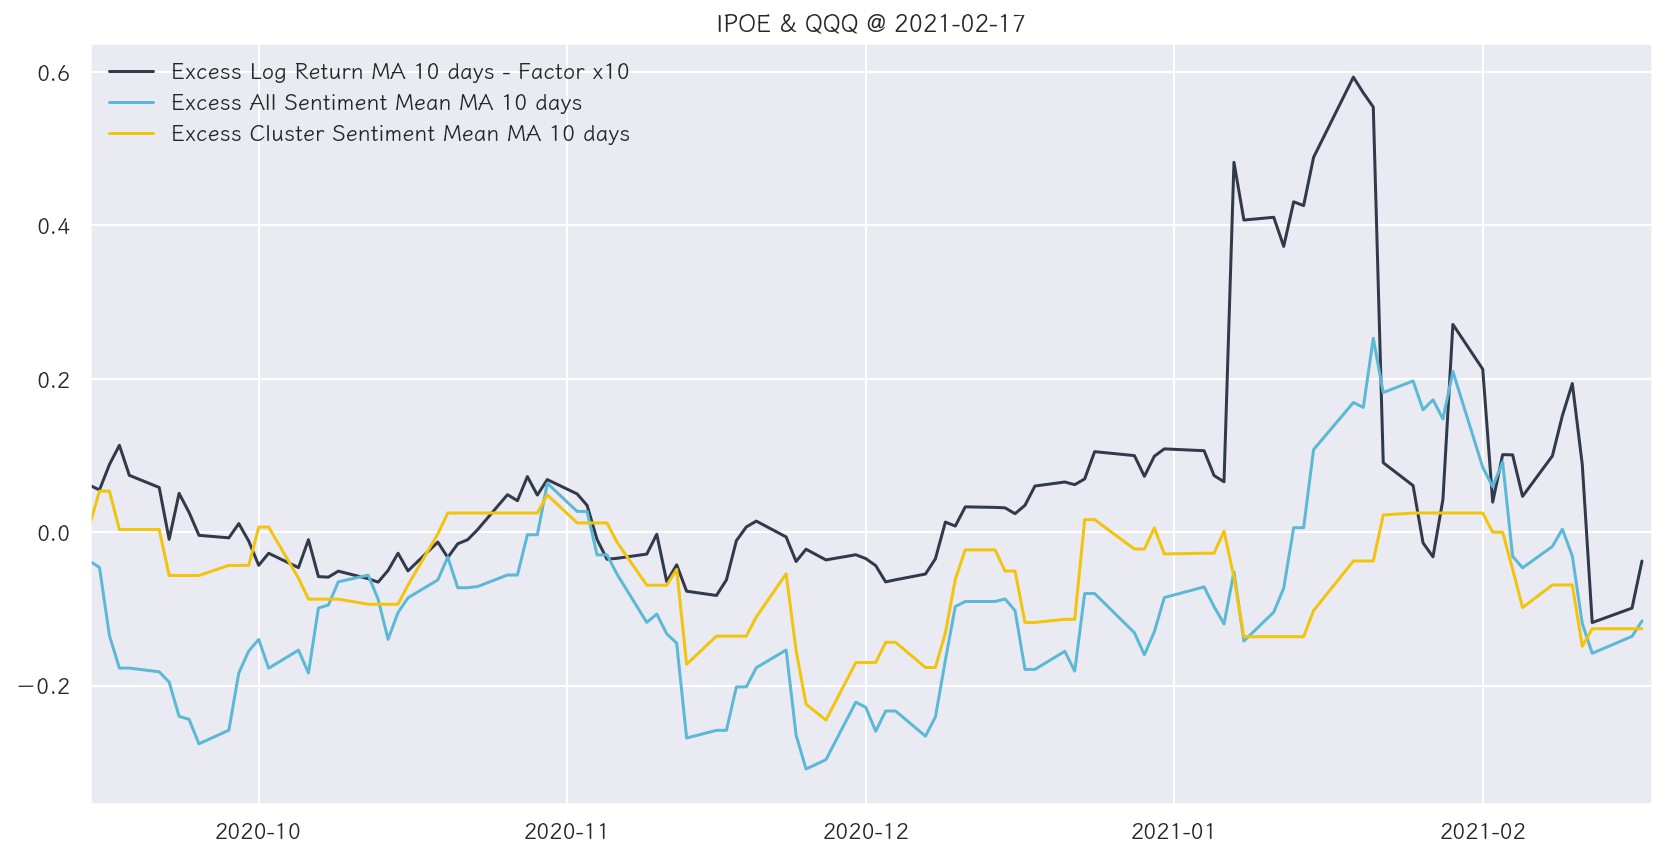 IPOE & QQQ @ 2021-02-17
Excess Log Return MA 10 days - Factor x10
Excess All Sentiment Mean MA 10 days
Excess Cluster Sentiment Mean MA 10 days
0.6
0.4
0.2
0.0
−0.2
2020-10 2020-11 2020-12 2021-01 2021-02